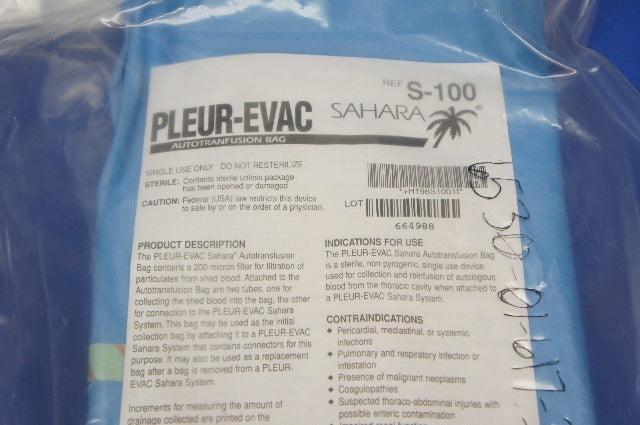 REF S-100
PLEUR-EVAC SAHARA®
AUTOTRANFUSION BAG
SINGLE USE ONLY DO NOT RESTERILIZE
STERILE: Contents sterile unless package
has been opened or damaged
CAUTION: Federal (USA) law restricts this device
to sale by or on the order of a physician.
*+H196S1001I*
LOT
664988
PRODUCT DESCRIPTION
The PLEUR-EVAC Sahara® Autotransfusion
Bag contains a 200 micron filter for filtration of
particulates from shed blood. Attached to the
Autotransfusion Bag are two tubes, one for
collecting the shed blood into the bag, the other
for connection to the PLEUR-EVAC Sahara
System. This bag may be used as the initial
collection bag by attaching it to a PLEUR-EVAC
Sahara System that contains connectors for this
purpose. It may also be used as a replacement
bag after a bag is removed from a PLEUR-
EVAC Sahara System.
Increments for measuring the amount of
drainage collected are printed on the
INDICATIONS FOR USE
The PLEUR-EVAC Sahara Autotransfusion Bag
is a sterile, non-pyrogenic, single use device
used for collection and reinfusion of autologous
blood from the thoracic cavity when attached to
a PLEUR-EVAC Sahara System.
CONTRAINDICATIONS
◆ Pericardial, mediastinal, or systemic
infections
◆ Pulmonary and respiratory infection or
infestation
◆ Presence of malignant neoplasms
◆ Coagulopathies
◆ Suspected thoraco-abdominal injuries with
possible enteric contamination
◆ Impaired renal function